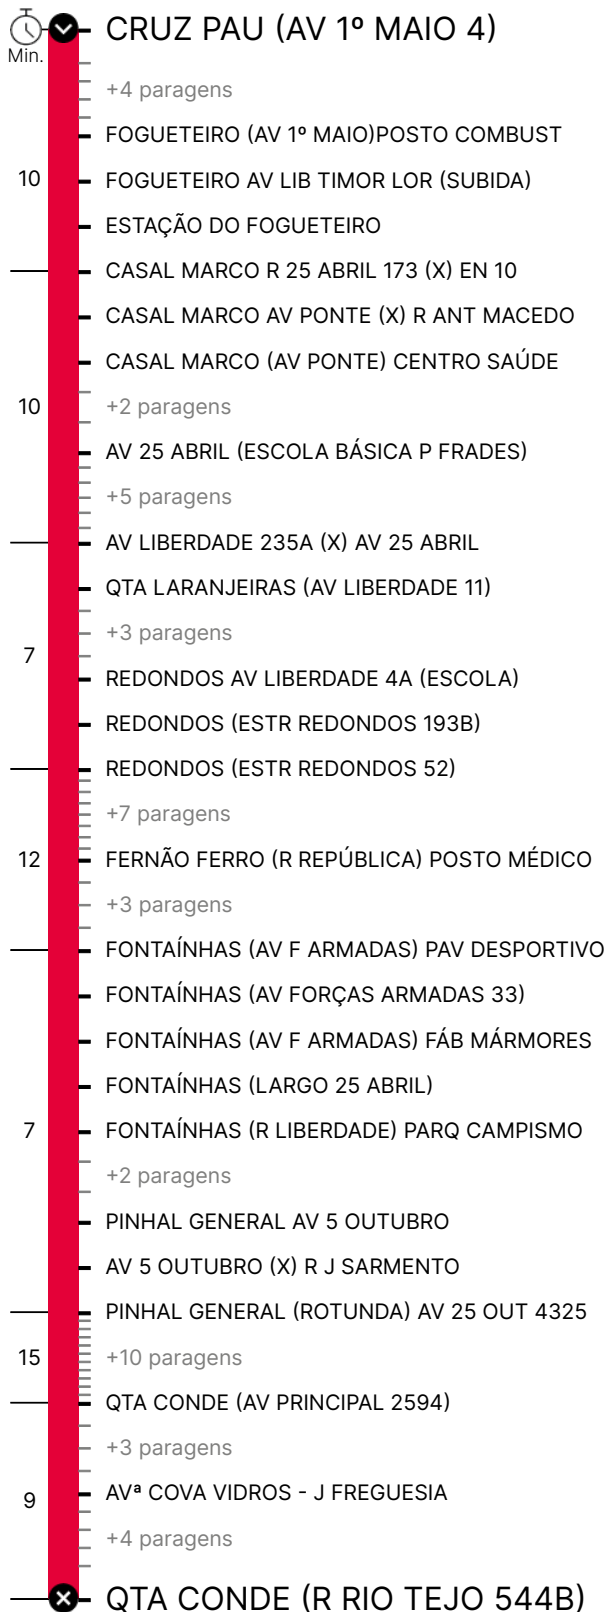 CRUZ PAU (AV 1º MAIO 4)
Min.
+4 paragens
FOGUETEIRO (AV 1º MAIO)POSTO COMBUST
10
FOGUETEIRO AV LIB TIMOR LOR (SUBIDA)
ESTAÇÃO DO FOGUETEIRO
CASAL MARCO R 25 ABRIL 173 (X) EN 10
CASAL MARCO AV PONTE (X) R ANT MACEDO
CASAL MARCO (AV PONTE) CENTRO SAÚDE
10
+2 paragens
AV 25 ABRIL (ESCOLA BÁSICA P FRADES)
+5 paragens
AV LIBERDADE 235A (X) AV 25 ABRIL
QTA LARANJEIRAS (AV LIBERDADE 11)
+3 paragens
7
REDONDOS AV LIBERDADE 4A (ESCOLA)
REDONDOS (ESTR REDONDOS 193B)
REDONDOS (ESTR REDONDOS 52)
+7 paragens
12
FERNÃO FERRO (R REPÚBLICA) POSTO MÉDICO
+3 paragens
FONTAÍNHAS (AV F ARMADAS) PAV DESPORTIVO
FONTAÍNHAS (AV FORÇAS ARMADAS 33)
FONTAÍNHAS (AV F ARMADAS) FÁB MÁRMORES
FONTAÍNHAS (LARGO 25 ABRIL)
7
FONTAÍNHAS (R LIBERDADE) PARQ CAMPISMO
+2 paragens
PINHAL GENERAL AV 5 OUTUBRO
AV 5 OUTUBRO (X) R J SARMENTO
PINHAL GENERAL (ROTUNDA) AV 25 OUT 4325
15
+10 paragens
QTA CONDE (AV PRINCIPAL 2594)
+3 paragens
9
AVª COVA VIDROS - J FREGUESIA
+4 paragens
QTA CONDE (R RIO TEJO 544B)